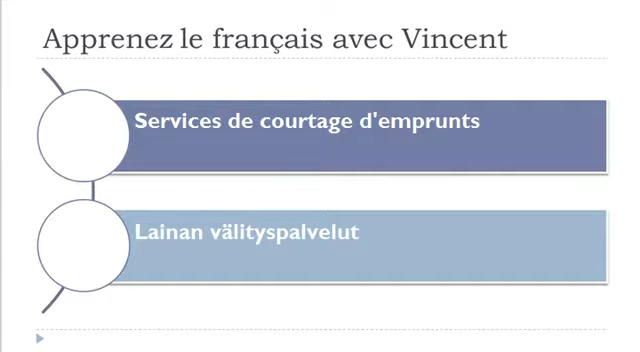 Apprenez le français avec Vincent
Services de courtage d'emprunts
Lainan välityspalvelut